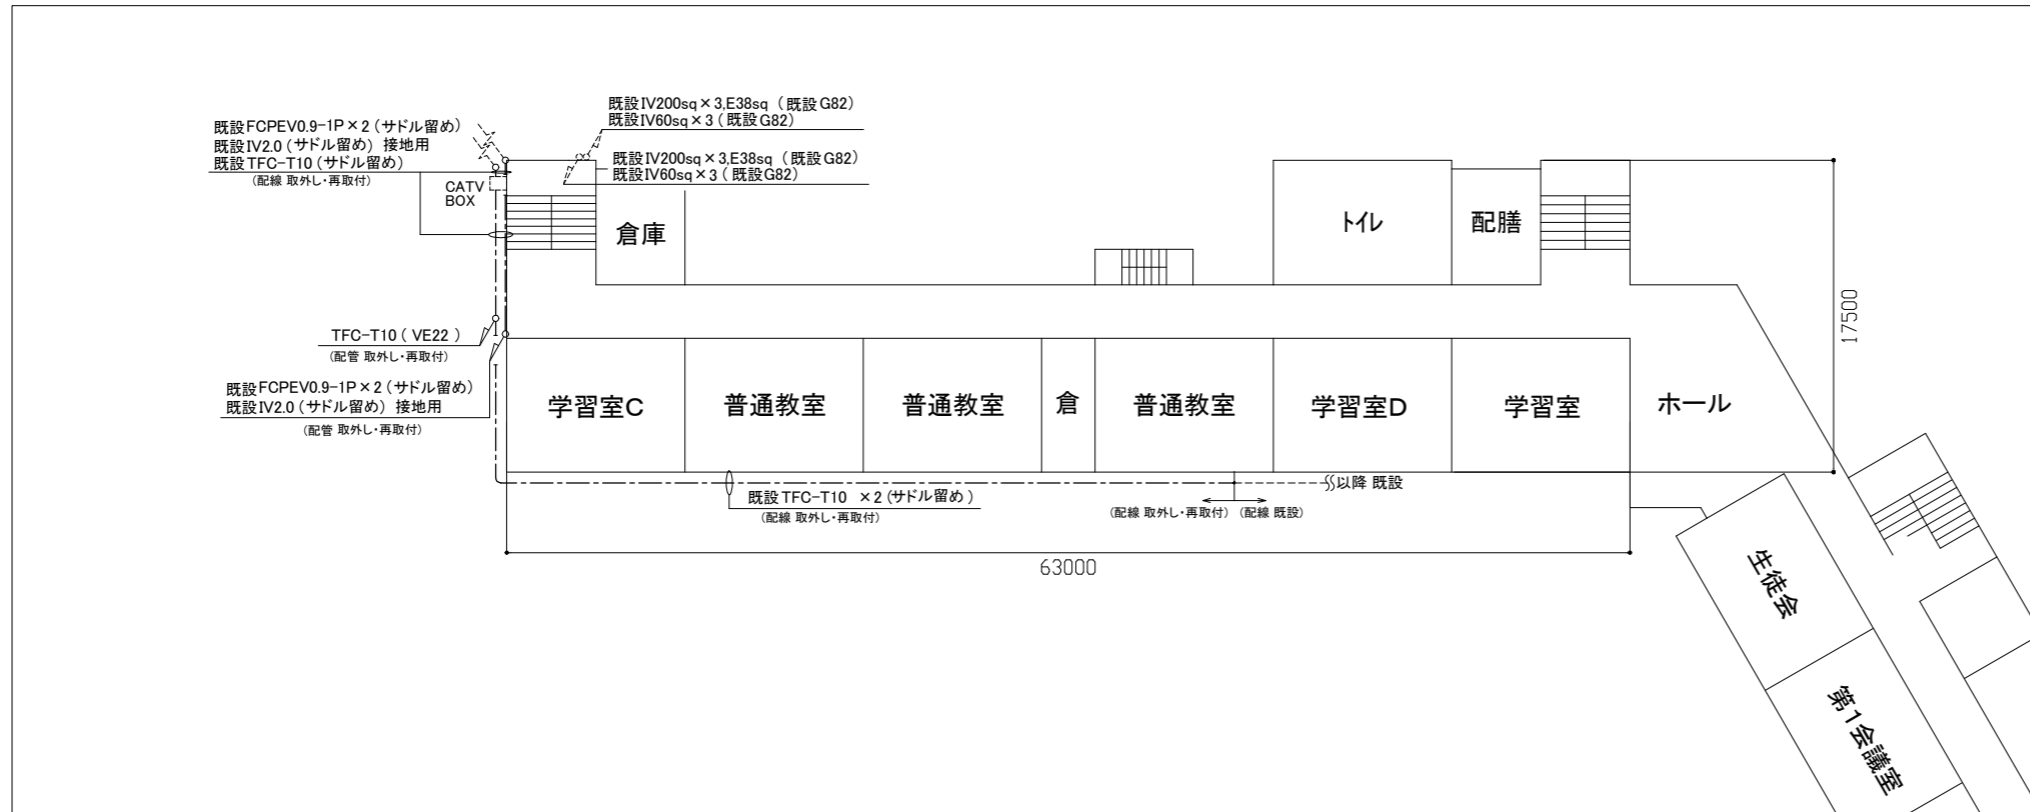 既設IV200sq×3,E38sq（既設G82）
既設IV60sq×3（既設G82）
既設FCPEV0.9-1P×2（サドル留め）
既設IV2.0（サドル留め）接地用
既設TFC-T10（サドル留め）
（配線 取外し・再取付）
既設IV200sq×3,E38sq（既設G82）
既設IV60sq×3（既設G82）
CATV
BOX
倉庫
トイレ
配膳
17500
TFC-T10（VE22）
（配管 取外し・再取付）
既設FCPEV0.9-1P×2（サドル留め）
既設IV2.0（サドル留め）接地用
（配管 取外し・再取付）
学習室C
普通教室
普通教室
倉
普通教室
学習室D
学習室
ホール
既設TFC-T10 ×2（サドル留め）
（配線 取外し・再取付）
以降 既設
（配線 取外し・再取付）
（配線 既設）
63000
生徒会
第1会議室